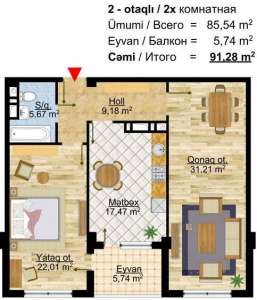 2 - otaqlı / 2x комнатная
Ümumi / Всего = 85,54 m²
Eyvan / Балкон = 5,74 m²
Cəmi / Итого = 91.28 m²
S/q.
5.67 m²
Holl
9,18 m²
Qonaq ot.
31,21 m²
Mətbəx
17,47 m²
Yataq ot.
22,01 m²
Eyvan
5,74 m²